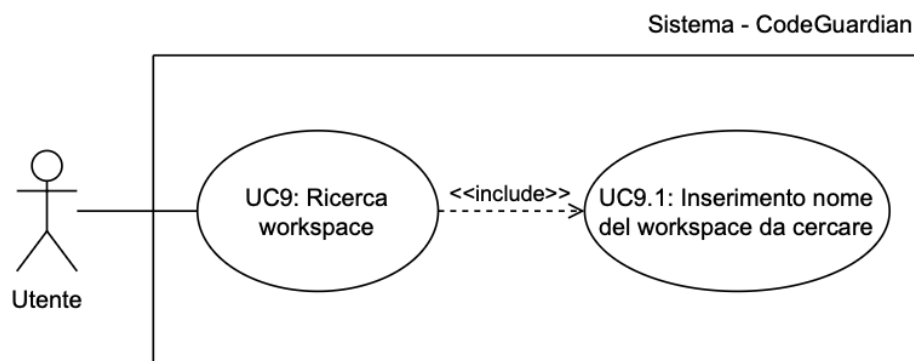 Sistema - CodeGuardian
UC9: Ricerca
workspace
<<include>>
UC9.1: Inserimento nome
del workspace da cercare
Utente